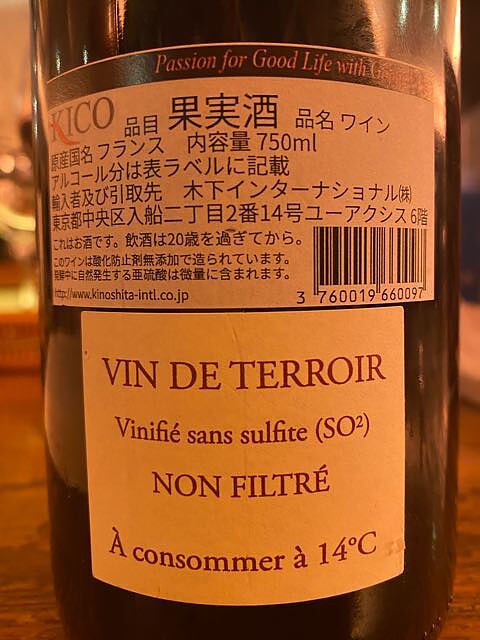 Passion for Good Life with
KICO 品目 果実酒 品名 ワイン
原産国名 フランス 内容量 750ml
アルコール分は表ラベルに記載
輸入者及び引取先 木下インターナショナル㈱
東京都中央区入船二丁目2番14号ユーアクシス 6階
これはお酒です。飲酒は20歳を過ぎてから。
このワインは酸化防止剤無添加で造られています。
発酵中に自然発生する亜硫酸は微量に含まれます。
http://www.kinoshita-intl.co.jp
3 760019 660097
VIN DE TERROIR
Vinifié sans sulfite (SO²)
NON FILTRÉ
À consommer à 14°C